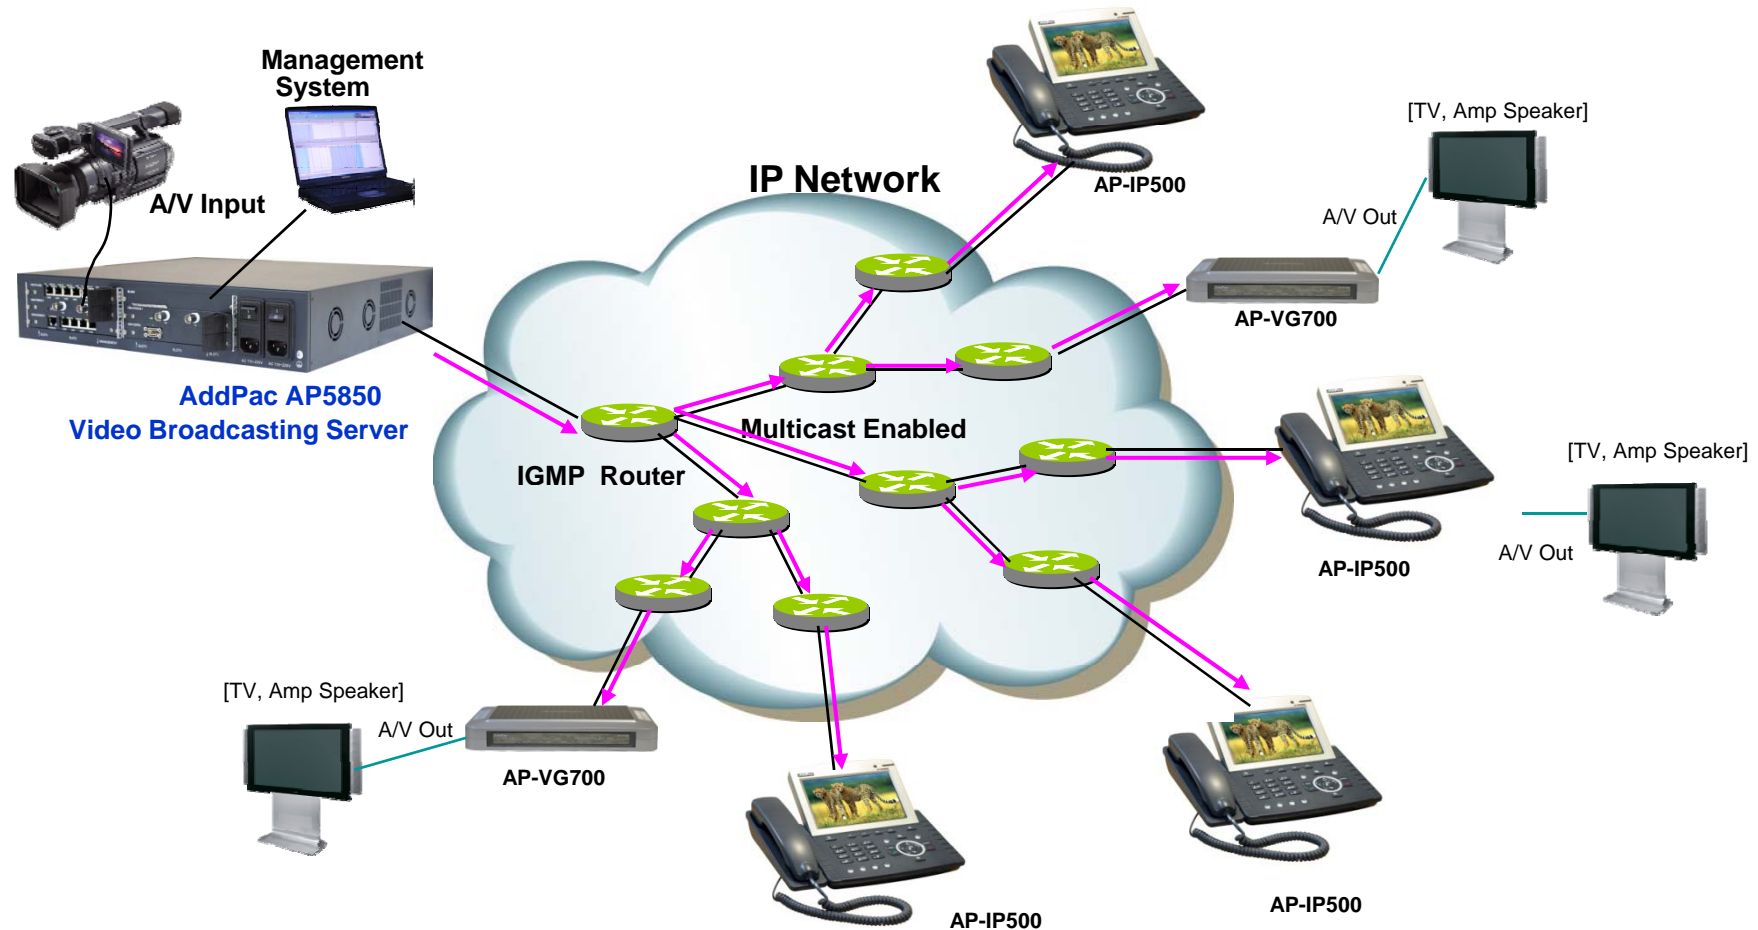 Management
System
[TV, Amp Speaker]
A/V Input
IP Network
AP-IP500
A/V Out
AP-VG700
AddPac AP5850
Video Broadcasting Server
Multicast Enabled
IGMP Router
[TV, Amp Speaker]
A/V Out
AP-IP500
[TV, Amp Speaker]
A/V Out
AP-VG700
AP-IP500
AP-IP500